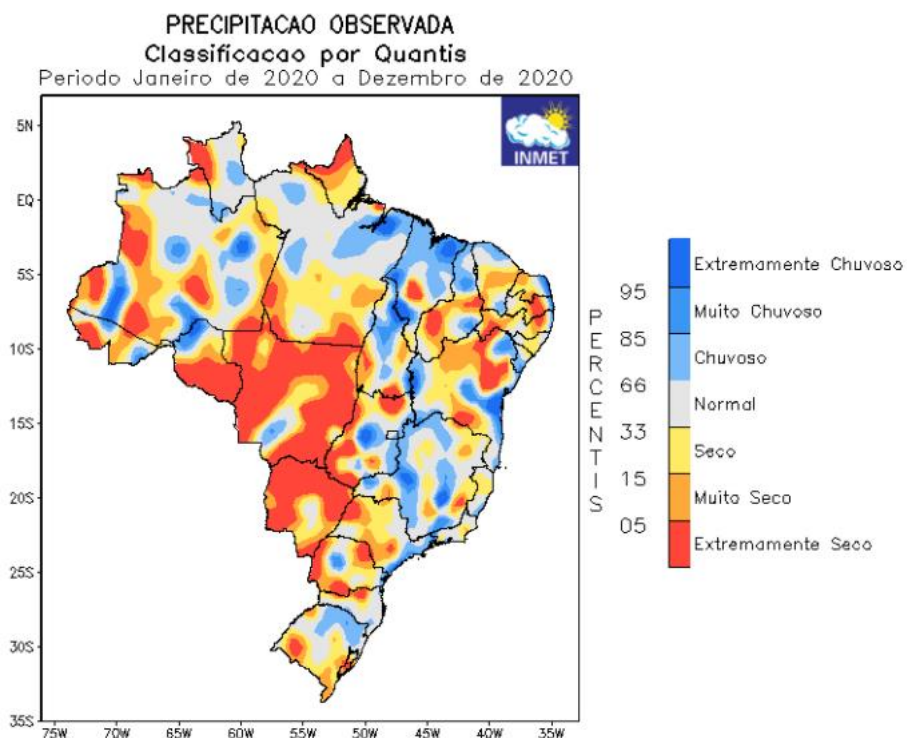 PRECIPITACAO OBSERVADA
Classificacao por Quantis
Periodo Janeiro de 2020 a Dezembro de 2020
INMET
5N
EQ
5S
10S
15S
20S
25S
30S
35S
75W 70W 65W 60W 55W 50W 45W 40W 35W
PERCENTIS
95
85
66
33
15
05
Extremamente Chuvoso
Muito Chuvoso
Chuvoso
Normal
Seco
Muito Seco
Extremamente Seco